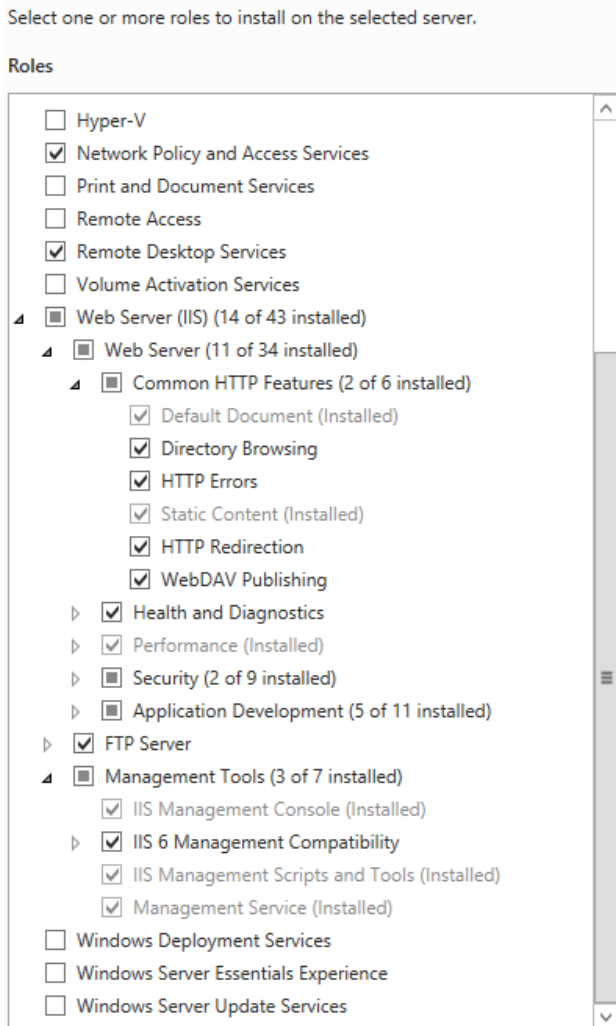 Select one or more roles to install on the selected server.
Roles
Hyper-V
Network Policy and Access Services
Print and Document Services
Remote Access
Remote Desktop Services
Volume Activation Services
Web Server (IIS) (14 of 43 installed)
Web Server (11 of 34 installed)
Common HTTP Features (2 of 6 installed)
Default Document (Installed)
Directory Browsing
HTTP Errors
Static Content (Installed)
HTTP Redirection
WebDAV Publishing
Health and Diagnostics
Performance (Installed)
Security (2 of 9 installed)
Application Development (5 of 11 installed)
FTP Server
Management Tools (3 of 7 installed)
IIS Management Console (Installed)
IIS 6 Management Compatibility
IIS Management Scripts and Tools (Installed)
Management Service (Installed)
Windows Deployment Services
Windows Server Essentials Experience
Windows Server Update Services